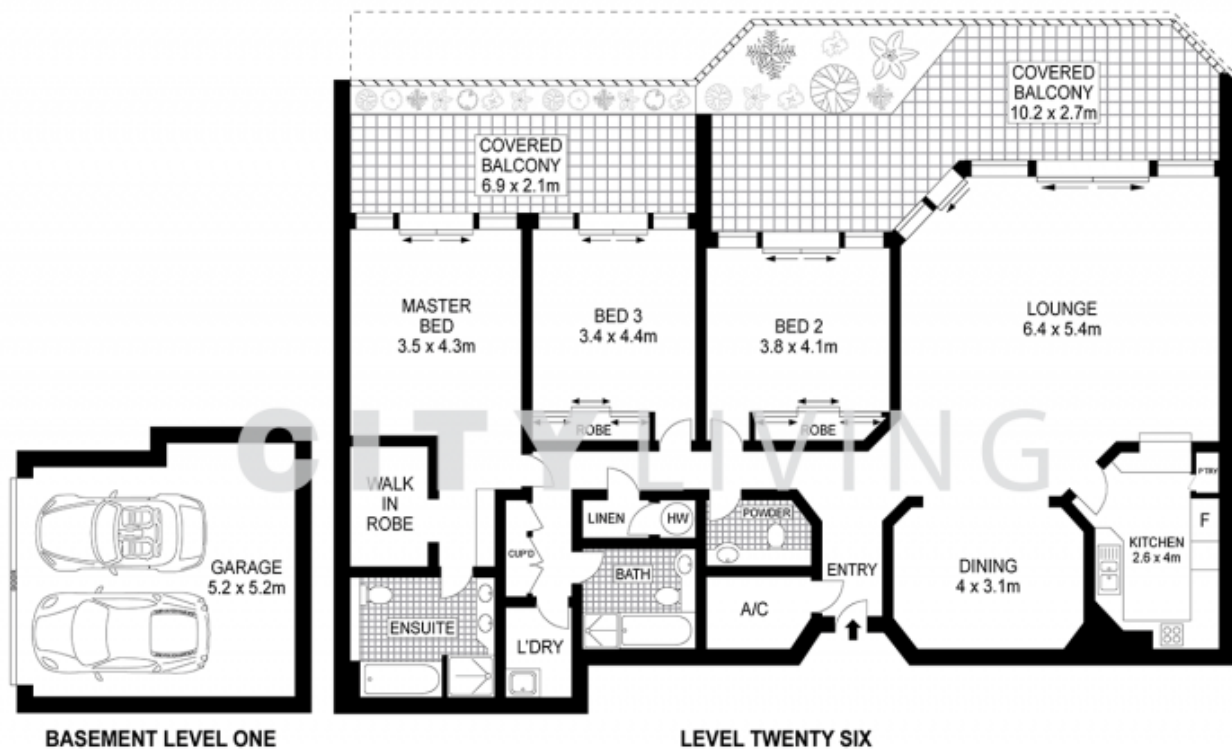 COVERED
BALCONY
10.2 x 2.7m
COVERED
BALCONY
6.9 x 2.1m
MASTER
BED
3.5 x 4.3m
BED 3
3.4 x 4.4m
BED 2
3.8 x 4.1m
LOUNGE
6.4 x 5.4m
CITYLIVING
ROBE
ROBE
WALK
IN
ROBE
LINEN
HW
POWDER
PTRY
F
KITCHEN
2.6 x 4m
CUP'D
BATH
ENTRY
DINING
4 x 3.1m
GARAGE
5.2 x 5.2m
A/C
ENSUITE
L'DRY
BASEMENT LEVEL ONE
LEVEL TWENTY SIX